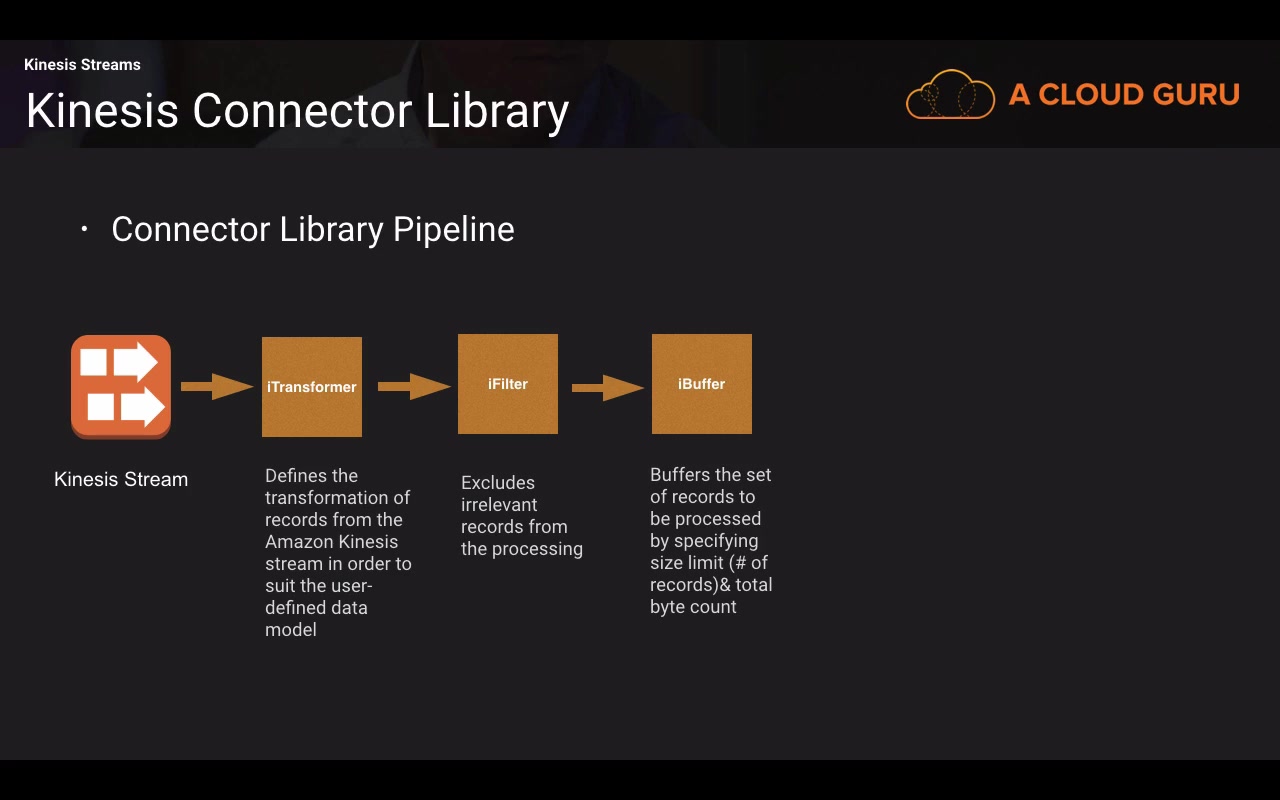 Kinesis Streams
Kinesis Connector Library
A CLOUD GURU
• Connector Library Pipeline
iTransformer
iFilter
iBuffer
Kinesis Stream
Defines the
transformation of
records from the
Amazon Kinesis
stream in order to
suit the user-
defined data
model
Excludes
irrelevant
records from
the processing
Buffers the set
of records to
be processed
by specifying
size limit (# of
records)& total
byte count